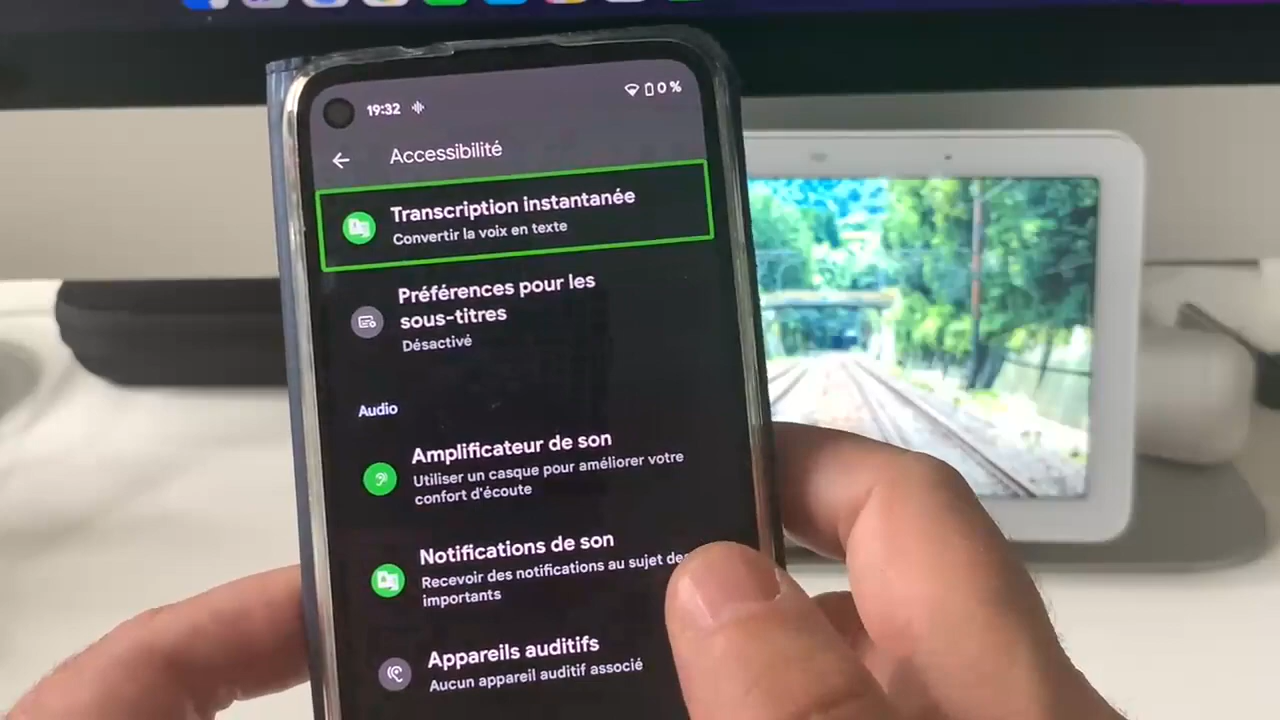 19:32
0 %
Accessibilité
Transcription instantanée
Convertir la voix en texte
Préférences pour les
sous-titres
Désactivé
Audio
Amplificateur de son
Utiliser un casque pour améliorer votre
confort d'écoute
Notifications de son
Recevoir des notifications au sujet de
importants
Appareils auditifs
Aucun appareil auditif associé